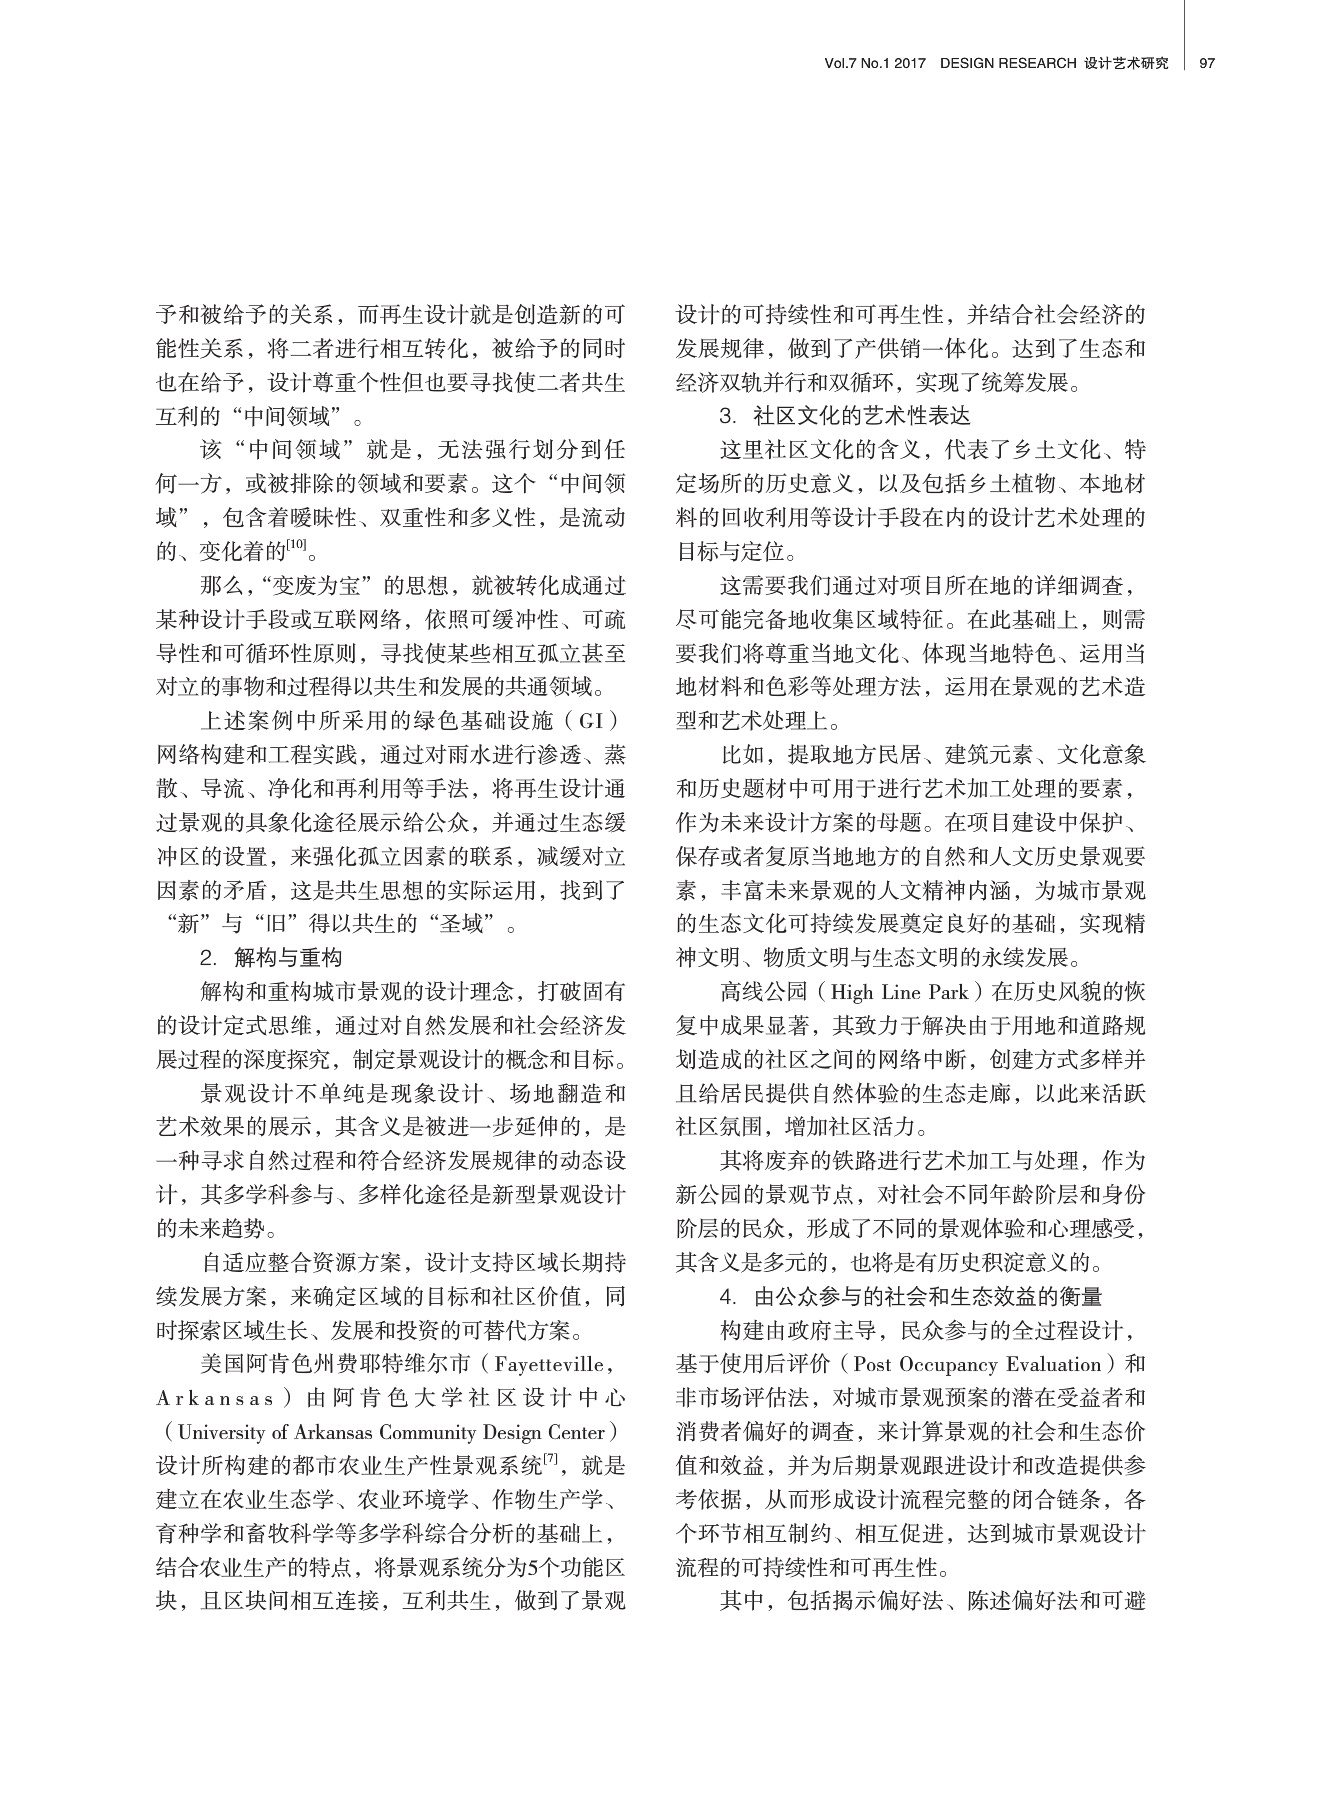 Vol.7 No.1 2017 DESIGN RESEARCH 设计艺术研究 97
予和被给予的关系，而再生设计就是创造新的可
能性关系，将二者进行相互转化，被给予的同时
也在给予，设计尊重个性但也要寻找使二者共生
互利的“中间领域”。
该“中间领域”就是，无法强行划分到任
何一方，或被排除的领域和要素。这个“中间领
域”，包含着暧昧性、双重性和多义性，是流动
的、变化着的[10]。
那么，“变废为宝”的思想，就被转化成通过
某种设计手段或互联网络，依照可缓冲性、可疏
导性和可循环性原则，寻找使某些相互孤立甚至
对立的事物和过程得以共生和发展的共通领域。
上述案例中所采用的绿色基础设施（GI）
网络构建和工程实践，通过对雨水进行渗透、蒸
散、导流、净化和再利用等手法，将再生设计通
过景观的具象化途径展示给公众，并通过生态缓
冲区的设置，来强化孤立因素的联系，减缓对立
因素的矛盾，这是共生思想的实际运用，找到了
“新”与“旧”得以共生的“圣域”。
2. 解构与重构
解构和重构城市景观的设计理念，打破固有
的设计定式思维，通过对自然发展和社会经济发
展过程的深度探究，制定景观设计的概念和目标。
景观设计不单纯是现象设计、场地翻造和
艺术效果的展示，其含义是被进一步延伸的，是
一种寻求自然过程和符合经济发展规律的动态设
计，其多学科参与、多样化途径是新型景观设计
的未来趋势。
自适应整合资源方案，设计支持区域长期持
续发展方案，来确定区域的目标和社区价值，同
时探索区域生长、发展和投资的可替代方案。
美国阿肯色州费耶特维尔市（Fayetteville，
Arkansas）由阿肯色大学社区设计中心
（University of Arkansas Community Design Center）
设计所构建的都市农业生产性景观系统[7]，就是
建立在农业生态学、农业环境学、作物生产学、
育种学和畜牧科学等多学科综合分析的基础上，
结合农业生产的特点，将景观系统分为5个功能区
块，且区块间相互连接，互利共生，做到了景观
设计的可持续性和可再生性，并结合社会经济的
发展规律，做到了产供销一体化。达到了生态和
经济双轨并行和双循环，实现了统筹发展。
3. 社区文化的艺术性表达
这里社区文化的含义，代表了乡土文化、特
定场所的历史意义，以及包括乡土植物、本地材
料的回收利用等设计手段在内的设计艺术处理的
目标与定位。
这需要我们通过对项目所在地的详细调查，
尽可能完备地收集区域特征。在此基础上，则需
要我们将尊重当地文化、体现当地特色、运用当
地材料和色彩等处理方法，运用在景观的艺术造
型和艺术处理上。
比如，提取地方民居、建筑元素、文化意象
和历史题材中可用于进行艺术加工处理的要素，
作为未来设计方案的母题。在项目建设中保护、
保存或者复原当地地方的自然和人文历史景观要
素，丰富未来景观的人文精神内涵，为城市景观
的生态文化可持续发展奠定良好的基础，实现精
神文明、物质文明与生态文明的永续发展。
高线公园（High Line Park）在历史风貌的恢
复中成果显著，其致力于解决由于用地和道路规
划造成的社区之间的网络中断，创建方式多样并
且给居民提供自然体验的生态走廊，以此来活跃
社区氛围，增加社区活力。
其将废弃的铁路进行艺术加工与处理，作为
新公园的景观节点，对社会不同年龄阶层和身份
阶层的民众，形成了不同的景观体验和心理感受，
其含义是多元的，也将是有历史积淀意义的。
4. 由公众参与的社会和生态效益的衡量
构建由政府主导，民众参与的全过程设计，
基于使用后评价（Post Occupancy Evaluation）和
非市场评估法，对城市景观预案的潜在受益者和
消费者偏好的调查，来计算景观的社会和生态价
值和效益，并为后期景观跟进设计和改造提供参
考依据，从而形成设计流程完整的闭合链条，各
个环节相互制约、相互促进，达到城市景观设计
流程的可持续性和可再生性。
其中，包括揭示偏好法、陈述偏好法和可避